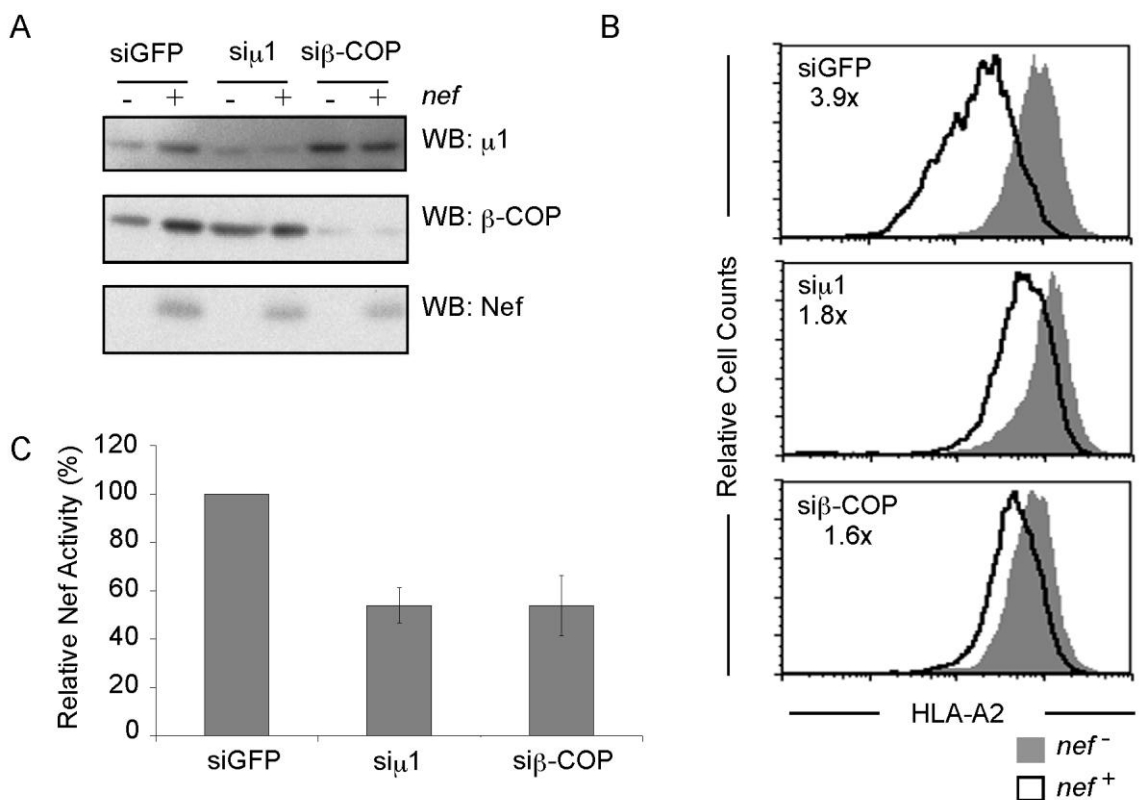 A
siGFP siμ1 siβ-COP
- + - + - + nef
WB: μ1
WB: β-COP
WB: Nef
B
siGFP
3.9x
siμ1
1.8x
siβ-COP
1.6x
Relative Cell Counts
HLA-A2
nef -
nef +
C
Relative Nef Activity (%)
120
100
80
60
40
20
0
siGFP siμ1 siβ-COP